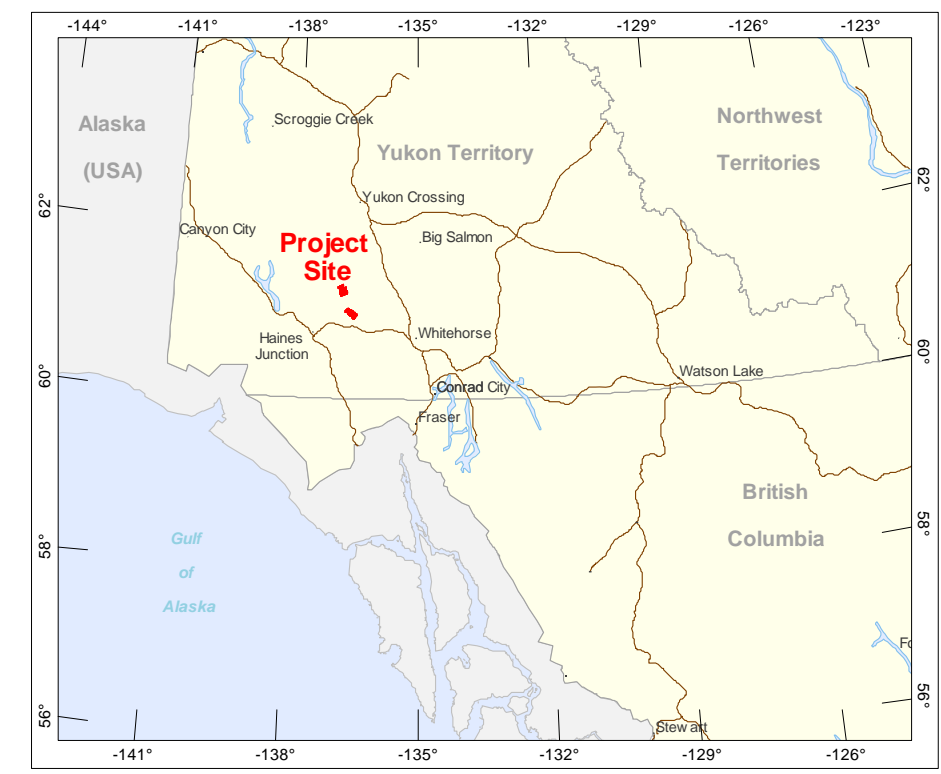 -144° -141° -138° -135° -132° -129° -123°
Alaska
(USA)
Scroggie Creek
Yukon Territory
Northwest
Territories
62°
62°
Yukon Crossing
Canyon City
Big Salmon
Project
Site
Haines
Junction
Whitehorse
60°
60°
Watson Lake
Conrad City
Fraser
British
Columbia
Gulf
of
Alaska
58°
58°
Fo
56°
56°
Stewart
-141° -138° -135° -132° -129° -126°